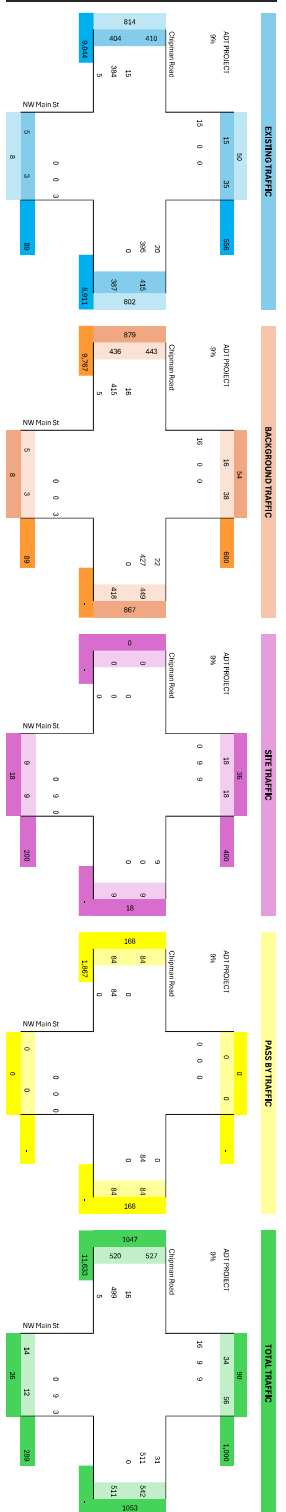 EXISTING TRAFFIC
50
ADT PROJECT 15 35 556
9%
Chipman Road 15 0 0
410 20 415
814 15 395 802
404 384 0 387
5
9,044 8,911
NW Main St 0 0 3
5 3 89
8
BACKGROUND TRAFFIC
54
ADT PROJECT 16 38 600
9%
Chipman Road 16 0 0
443 22 449
879 16 427 867
436 415 0 418
5
9,767 -
NW Main St 0 0 3
5 3 89
8
SITE TRAFFIC
36
ADT PROJECT 18 18 400
9%
Chipman Road 0 9 9
0 9 9
0 0 0 18
0 0 0 9
0
- -
NW Main St 0 9 0
9 9 200
18
PASS BY TRAFFIC
0
ADT PROJECT 0 0 -
9%
Chipman Road 0 0 0
84 0 84
168 0 84 168
84 84 0 84
0
1,867 -
NW Main St 0 0 0
0 0 -
0
TOTAL TRAFFIC
90
ADT PROJECT 34 56 1,000
9%
Chipman Road 16 9 9
527 31 542
1047 16 511 1053
520 499 0 511
5
11,633 -
NW Main St 0 9 3
14 12 289
26